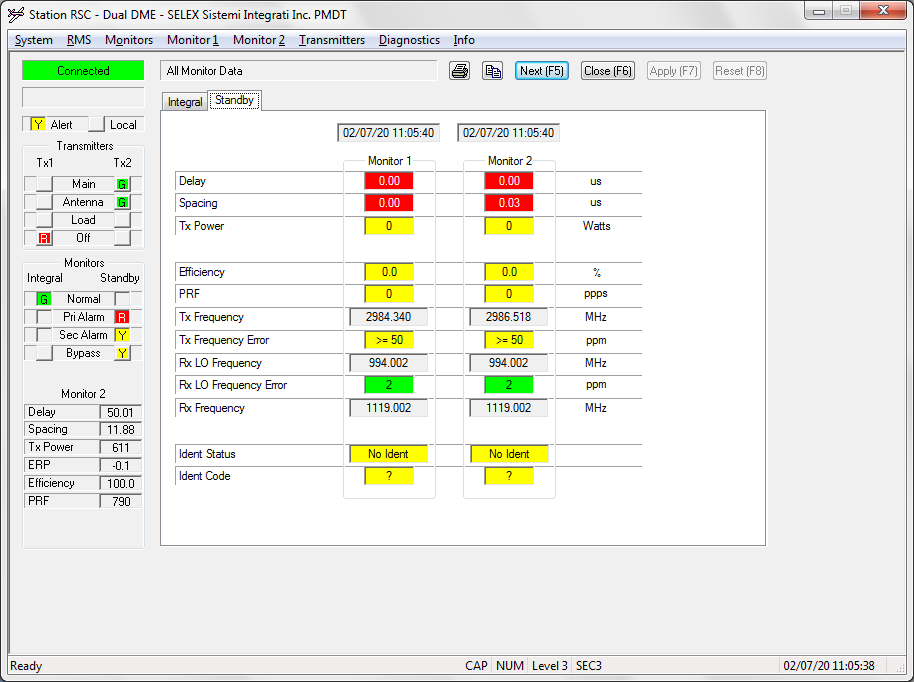 Station RSC - Dual DME - SELEX Sistemi Integrati Inc. PMDT
System RMS Monitors Monitor 1 Monitor 2 Transmitters Diagnostics Info
Connected
All Monitor Data
Next (F5) Close (F6) Apply (F7) Reset (F8)
Y Alert Local
Transmitters
Tx1 Tx2
Main G
Antenna G
Load
R Off
Monitors
Integral Standby
G Normal
Pri Alarm R
Sec Alarm Y
Bypass Y
Monitor 2
Delay 50.01
Spacing 11.88
Tx Power 611
ERP -0.1
Efficiency 100.0
PRF 790
Integral Standby
02/07/20 11:05:40 02/07/20 11:05:40
Monitor 1 Monitor 2
Delay 0.00 0.00 us
Spacing 0.00 0.03 us
Tx Power 0 0 Watts
Efficiency 0.0 0.0 %
PRF 0 0 ppps
Tx Frequency 2984.340 2986.518 MHz
Tx Frequency Error >= 50 >= 50 ppm
Rx LO Frequency 994.002 994.002 MHz
Rx LO Frequency Error 2 2 ppm
Rx Frequency 1119.002 1119.002 MHz
Ident Status No Ident No Ident
Ident Code ? ?
Ready CAP NUM Level 3 SEC3 02/07/20 11:05:38